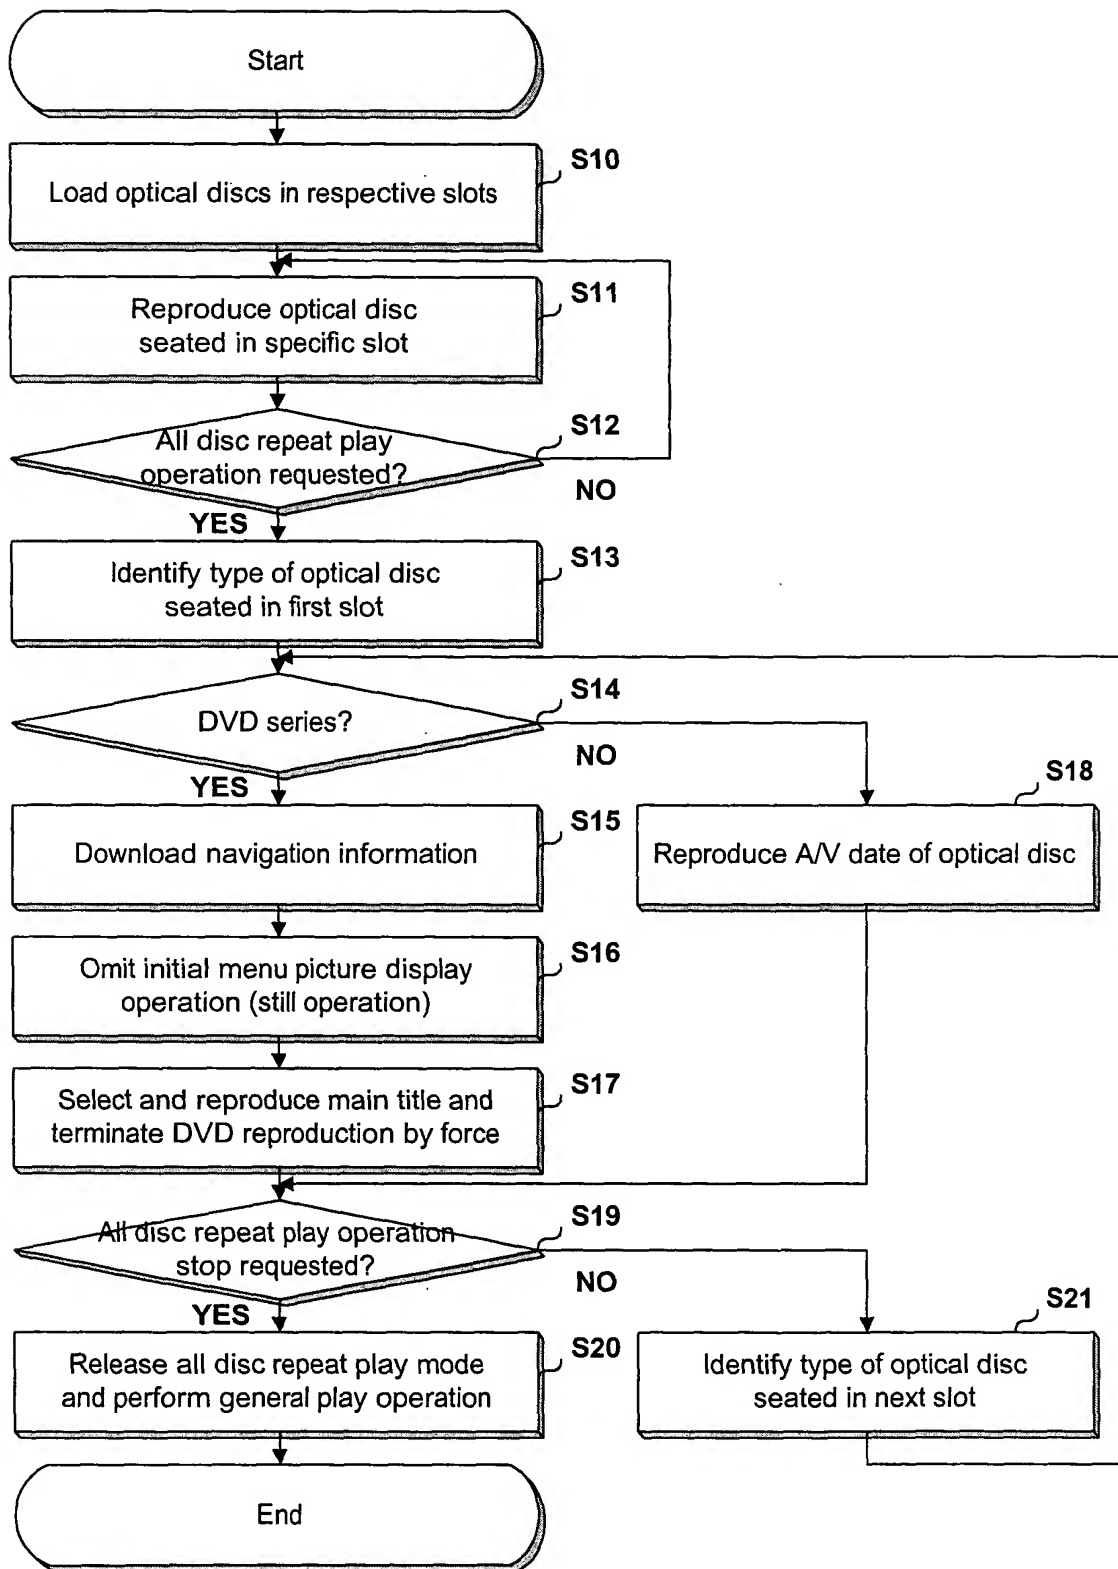 Start
S10
Load optical discs in respective slots
S11
Reproduce optical disc
seated in specific slot
S12
All disc repeat play
operation requested?
NO
YES
S13
Identify type of optical disc
seated in first slot
S14
DVD series?
NO
YES
S18
S15
Download navigation information
Reproduce A/V date of optical disc
S16
Omit initial menu picture display
operation (still operation)
S17
Select and reproduce main title and
terminate DVD reproduction by force
S19
All disc repeat play operation
stop requested?
NO
YES
S21
S20
Release all disc repeat play mode
and perform general play operation
Identify type of optical disc
seated in next slot
End